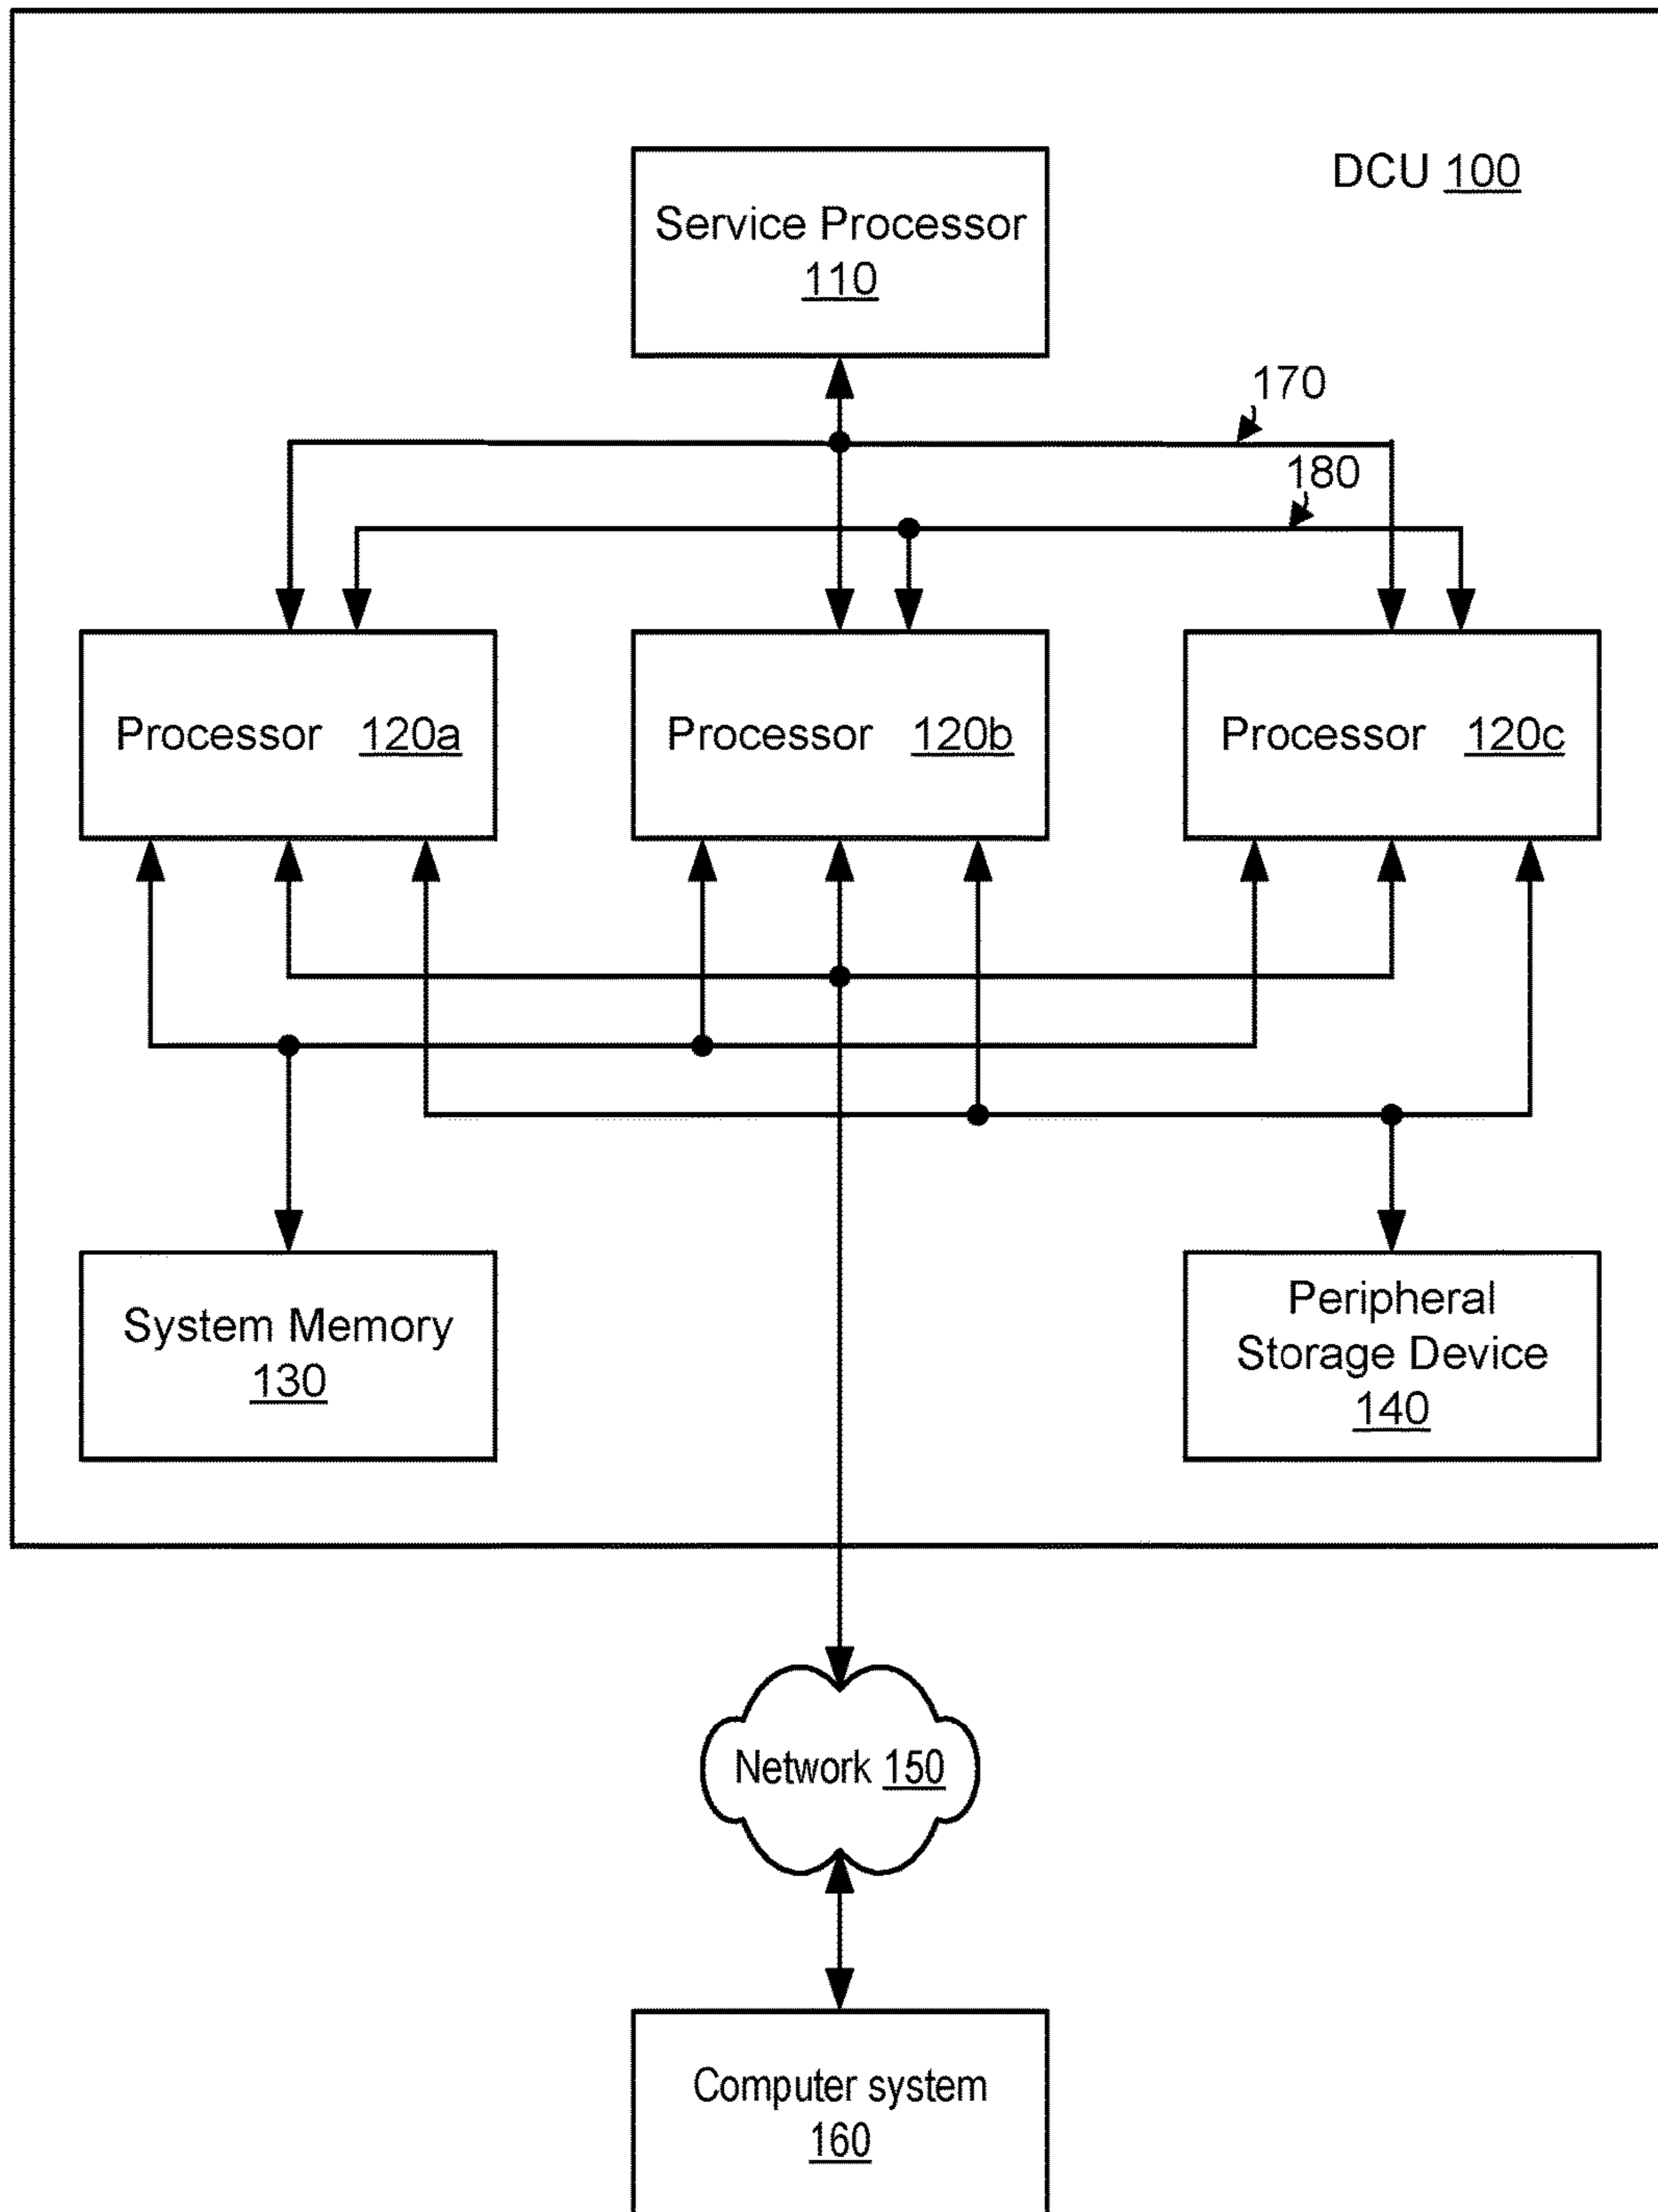 DCU 100
Service Processor
110
170
180
Processor 120a
Processor 120b
Processor 120c
System Memory
130
Peripheral
Storage Device
140
Network 150
Computer system
160